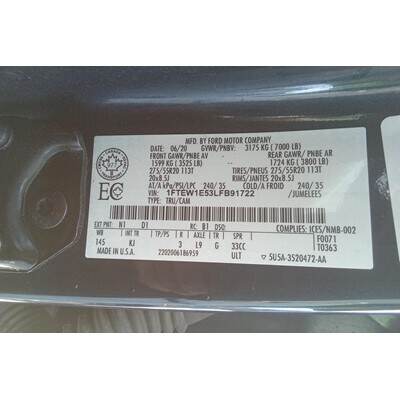 MFD. BY FORD MOTOR COMPANY
DATE: 06/20 GVWR/PNBV: 3175 KG ( 7000 LB)
FRONT GAWR/ PNBE AV REAR GAWR/ PNBE AR
1599 KG ( 3525 LB) 1724 KG ( 3800 LB)
275/55R20 113T TIRES/PNEUS 275/55R20 113T
20x8.5J RIMS/JANTES 20x8.5J
AT/A kPa/PSI/LPC 240/ 35 COLD/A FROID 240/ 35
VIN: 1FTEW1E53LFB91722 /JUMELEES
TYPE: TRU/CAM
EC
EXT PNT: N1 D1 RC: B1 DSO: COMPLIES: ICES/NMB-002
WB INT TR TP/PS R AXLE TR SPR F0071
145 KJ 3 L9 G 33CC T0363
MADE IN U.S.A. 2202006186959 ULT 5U5A-3520472-AA